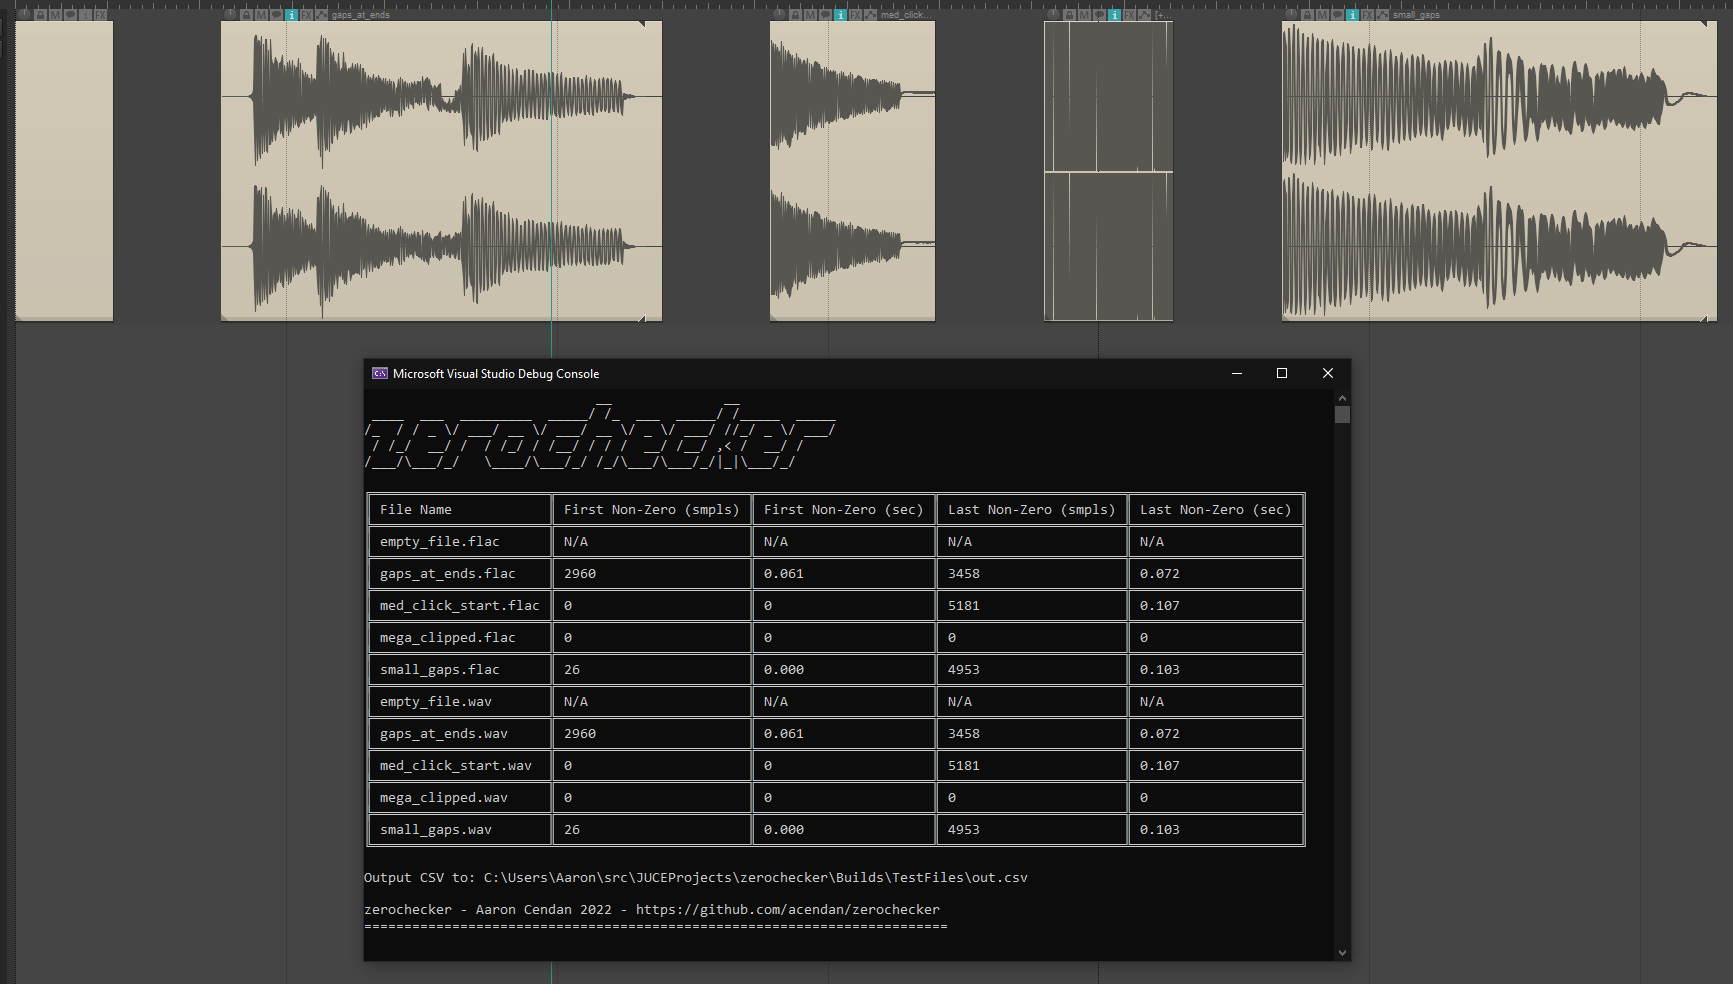 gaps_at_ends
med_click...
[+...
small_gaps
Microsoft Visual Studio Debug Console
zerochecker
File Name First Non-Zero (smpls) First Non-Zero (sec) Last Non-Zero (smpls) Last Non-Zero (sec)
empty_file.flac N/A N/A N/A N/A
gaps_at_ends.flac 2960 0.061 3458 0.072
med_click_start.flac 0 0 5181 0.107
mega_clipped.flac 0 0 0 0
small_gaps.flac 26 0.000 4953 0.103
empty_file.wav N/A N/A N/A N/A
gaps_at_ends.wav 2960 0.061 3458 0.072
med_click_start.wav 0 0 5181 0.107
mega_clipped.wav 0 0 0 0
small_gaps.wav 26 0.000 4953 0.103
Output CSV to: C:\Users\Aaron\src\JUCEProjects\zerochecker\Builds\TestFiles\out.csv
zerochecker - Aaron Cendan 2022 - https://github.com/acendan/zerochecker
=========================================================================